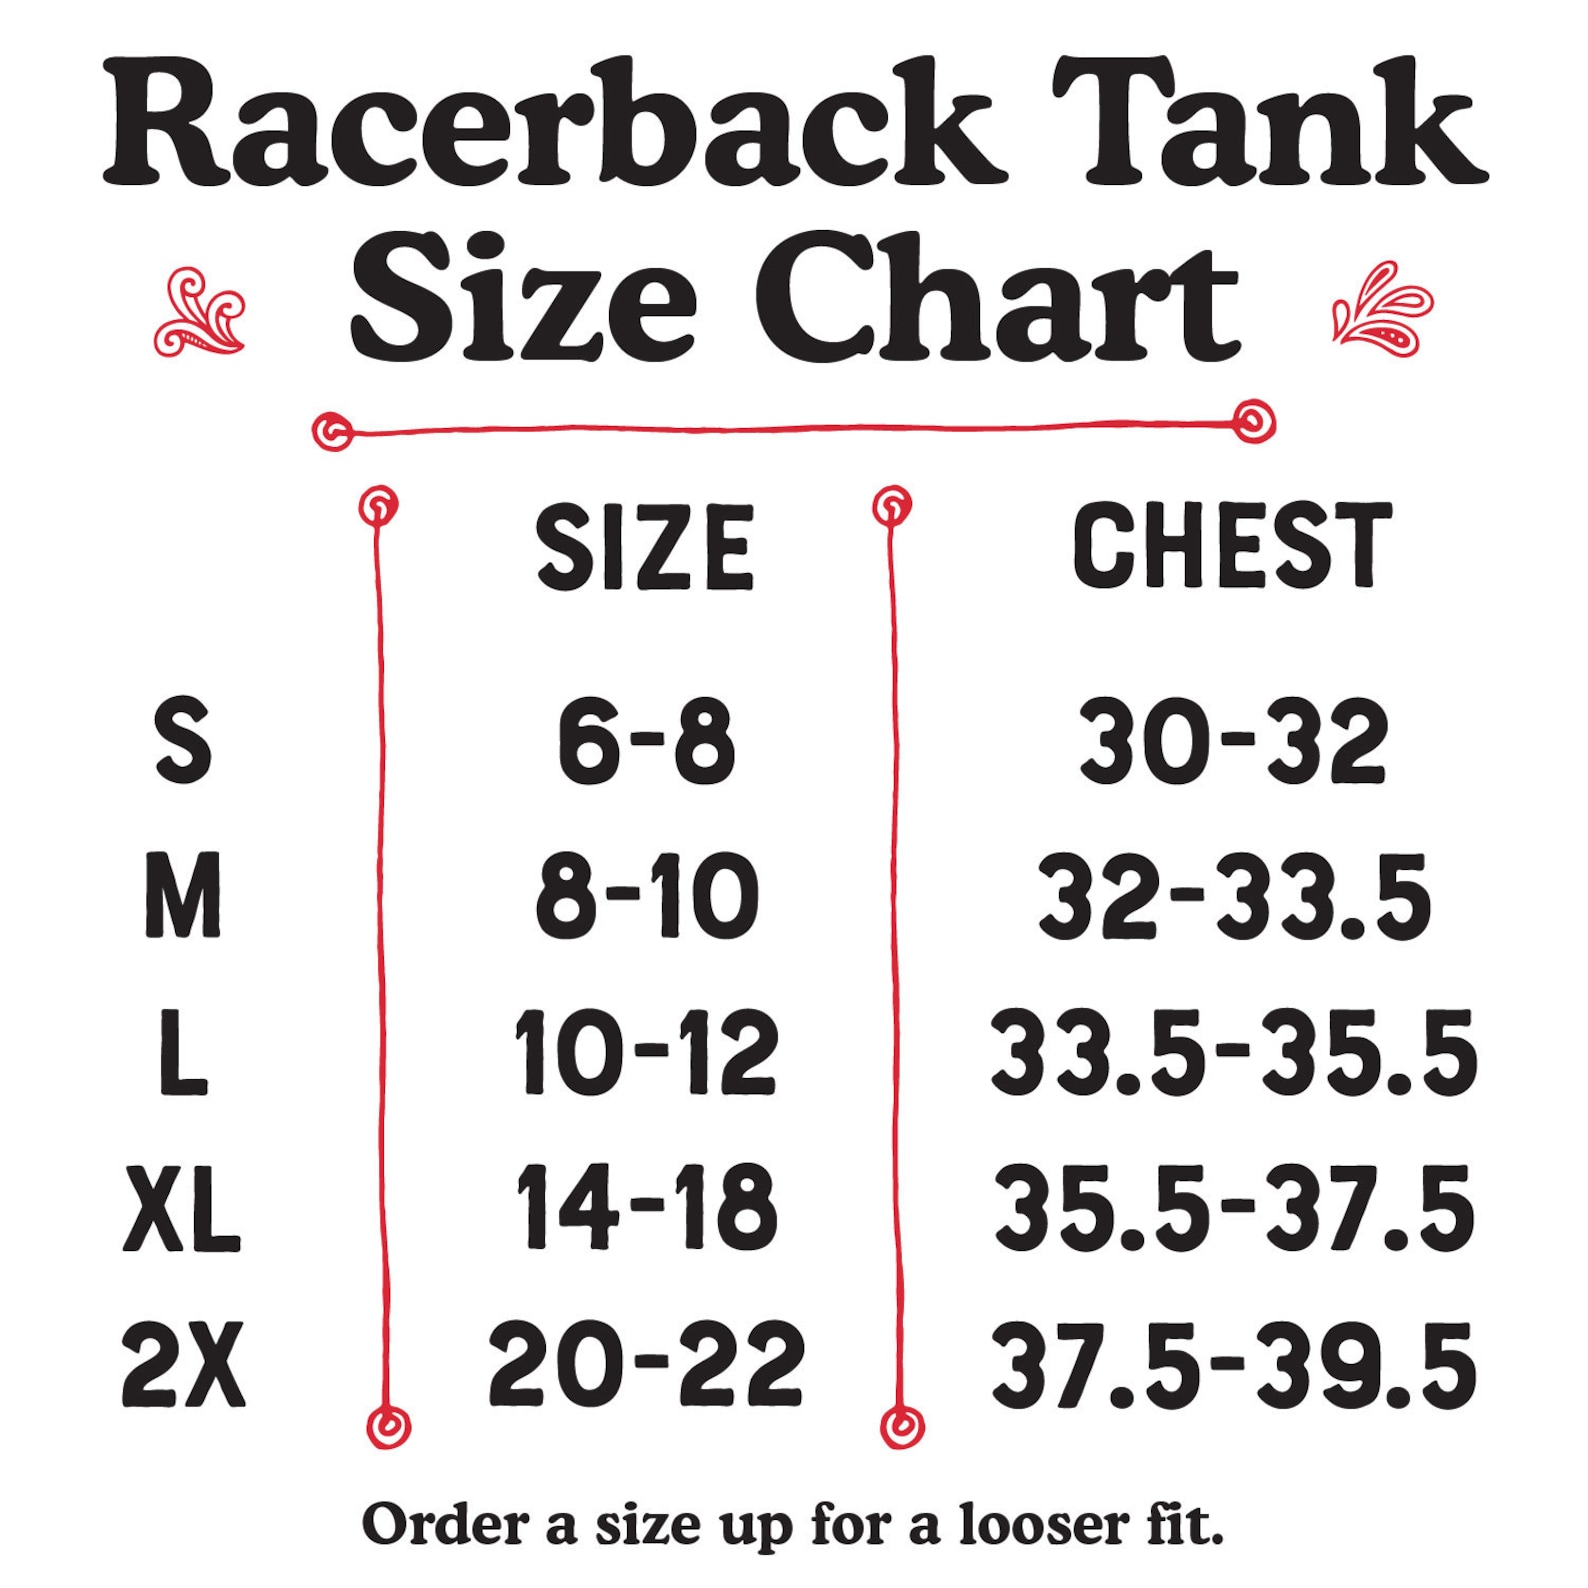 Racerback Tank
Size Chart
SIZE CHEST
S 6-8 30-32
M 8-10 32-33.5
L 10-12 33.5-35.5
XL 14-18 35.5-37.5
2X 20-22 37.5-39.5
Order a size up for a looser fit.